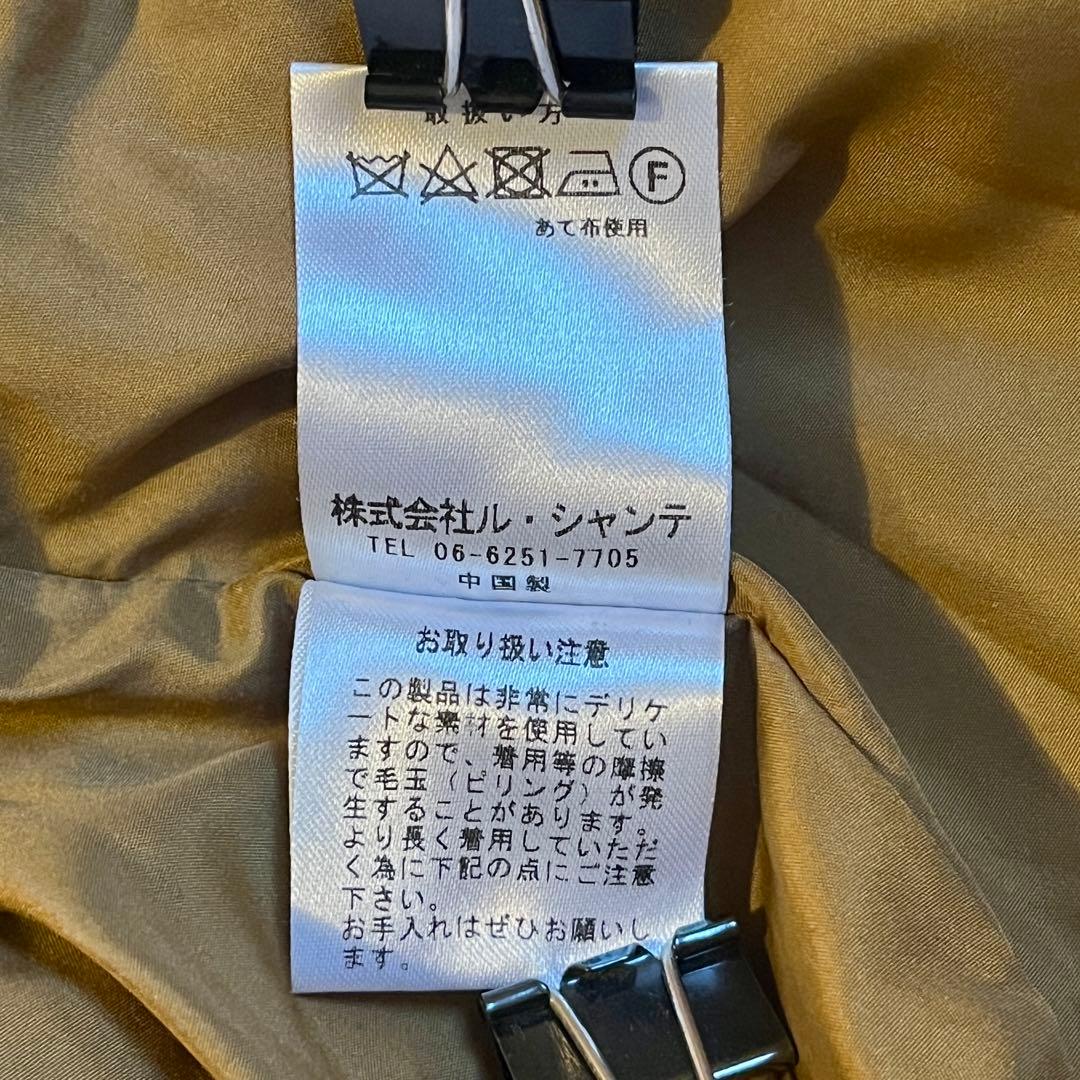 取扱い方
F
あて布使用
株式会社ル・シャンテ
TEL 06-6251-7705
中国製
お取り扱い注意
この製品は非常にデリケ
ートな素材を使用してい
ますので、着用等の摩擦
で毛玉(ピリング)が発
生することがあります。
より長く着用していただ
く為に下記の点にご注意
下さい。
お手入れはぜひお願いし
ます。